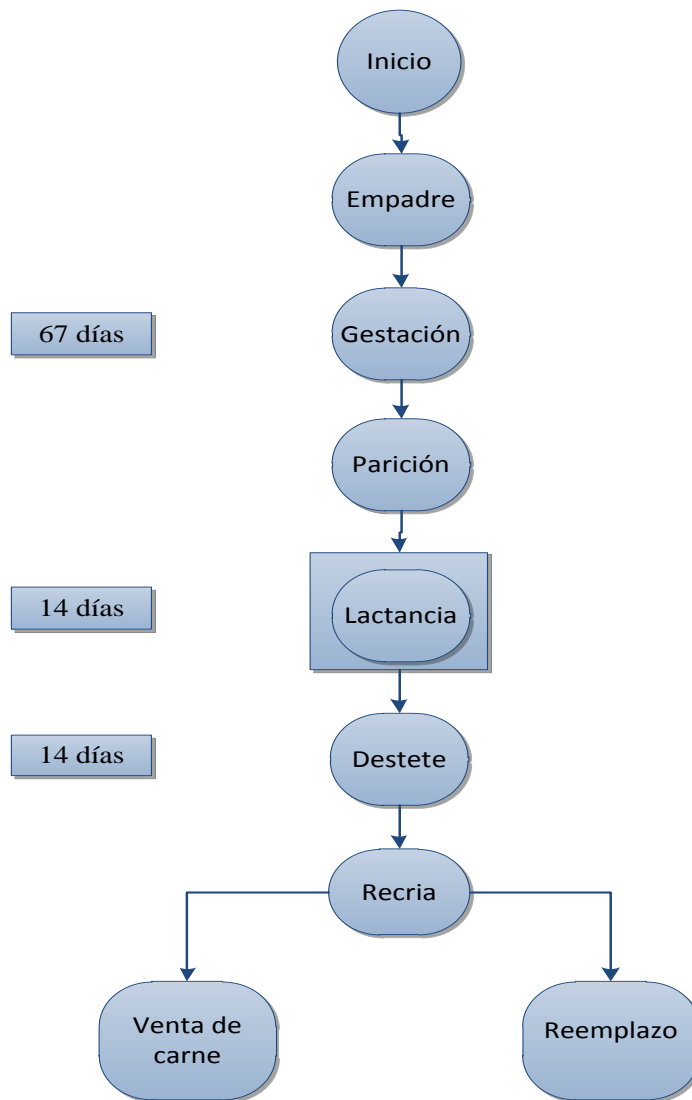 Inicio
Empadre
67 días
Gestación
Parición
14 días
Lactancia
14 días
Destete
Recria
Venta de
carne
Reemplazo